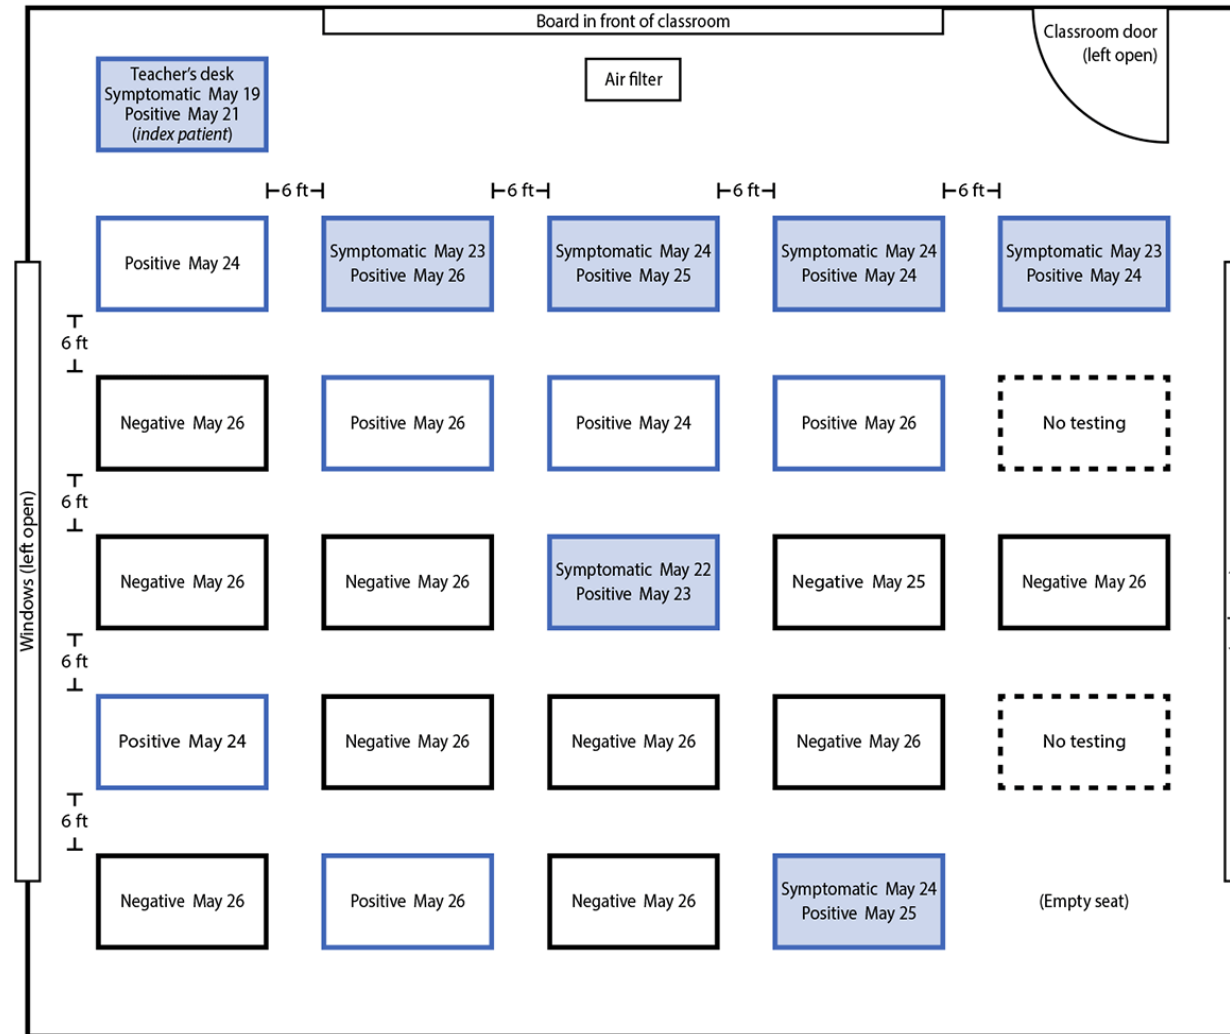 Board in front of classroom
Classroom door
(left open)
Air filter
Teacher's desk
Symptomatic May 19
Positive May 21
(index patient)
6 ft
6 ft
6 ft
6 ft
Positive May 24
Symptomatic May 23
Positive May 26
Symptomatic May 24
Positive May 25
Symptomatic May 24
Positive May 24
Symptomatic May 23
Positive May 24
6 ft
Negative May 26
Positive May 26
Positive May 24
Positive May 26
No testing
6 ft
Windows (left open)
Negative May 26
Negative May 26
Symptomatic May 22
Positive May 23
Negative May 25
Negative May 26
6 ft
Positive May 24
Negative May 26
Negative May 26
Negative May 26
No testing
6 ft
Negative May 26
Positive May 26
Negative May 26
Symptomatic May 24
Positive May 25
(Empty seat)